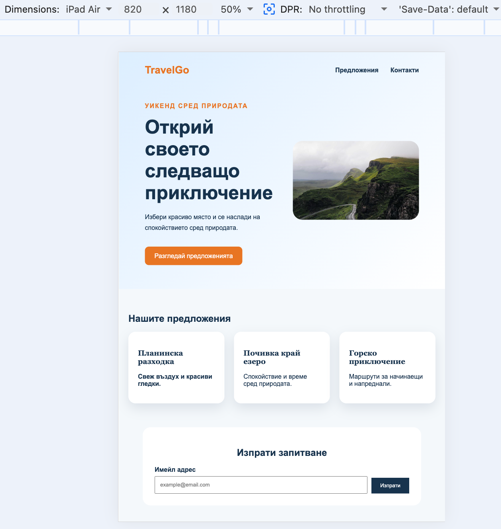 Dimensions: iPad Air 820 × 1180 50% DPR: No throttling 'Save-Data': default
TravelGo
Предложения Контакти
УИКЕНД СРЕД ПРИРОДАТА
Открий
своето
следващо
приключение
Избери красиво място и се наслади на
спокойствието сред природата.
Разгледай предложенията
Нашите предложения
Планинска
разходка
Свеж въздух и красиви
гледки.
Почивка край
езеро
Спокойствие и време
сред природата.
Горско
приключение
Маршрути за начинаещи
и напреднали.
Изпрати запитване
Имейл адрес
example@email.com
Изпрати